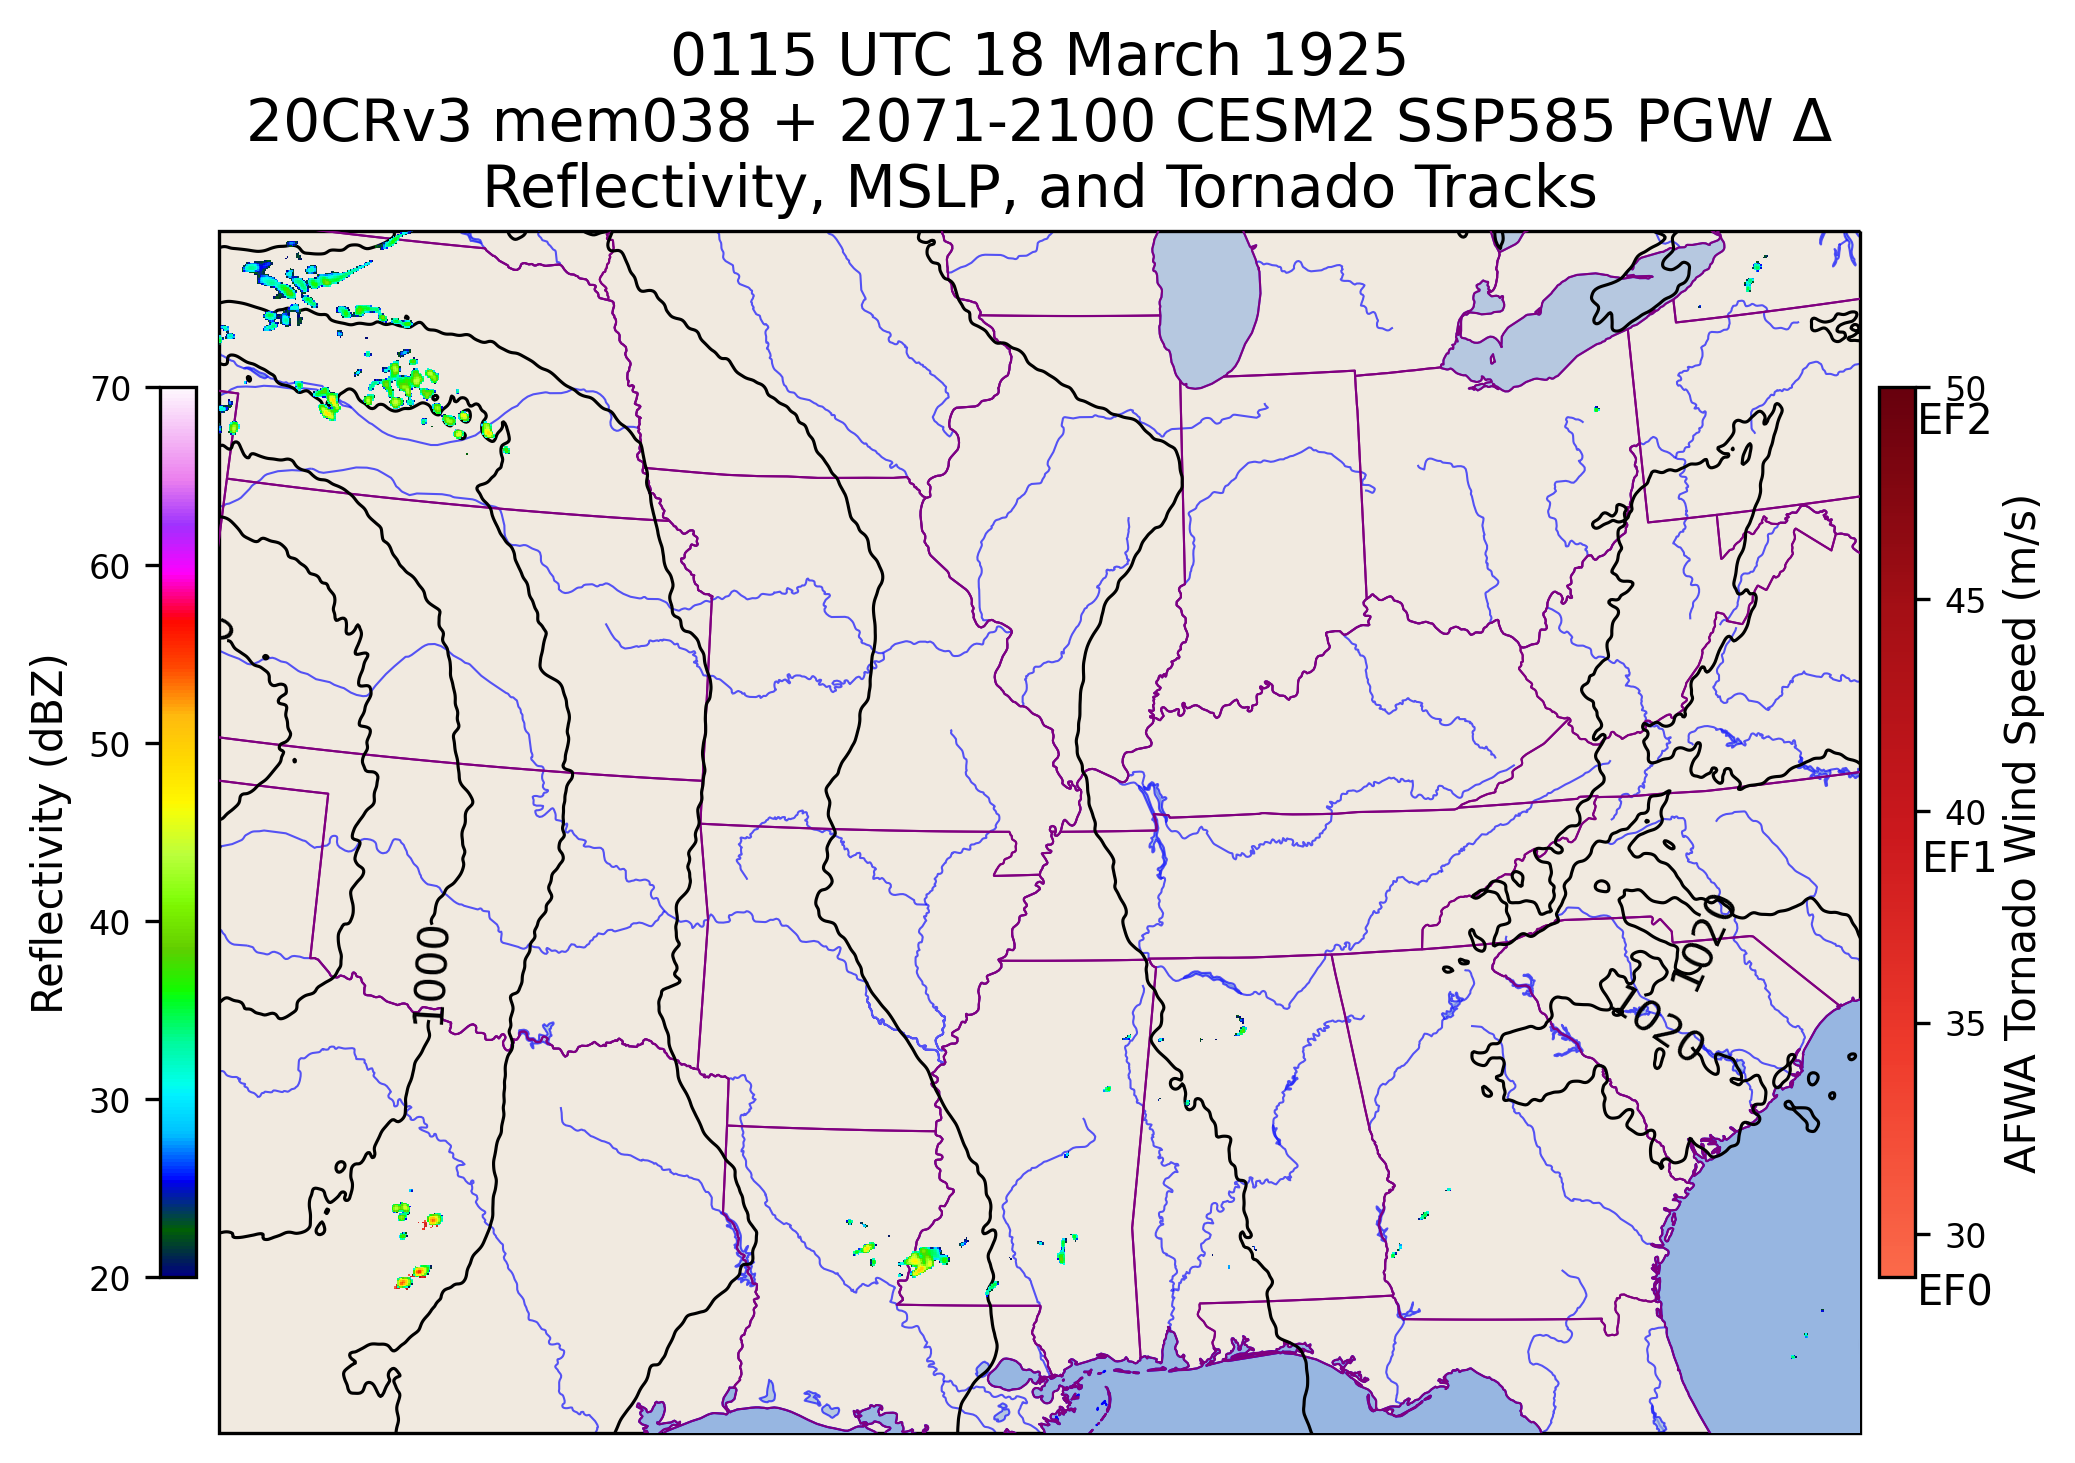 0115 UTC 18 March 1925
20CRv3 mem038 + 2071-2100 CESM2 SSP585 PGW Δ
Reflectivity, MSLP, and Tornado Tracks
70
60
50
40
30
20
Reflectivity (dBZ)
1000
1020
1020
50
EF2
45
40
EF1
35
30
EF0
AFWA Tornado Wind Speed (m/s)